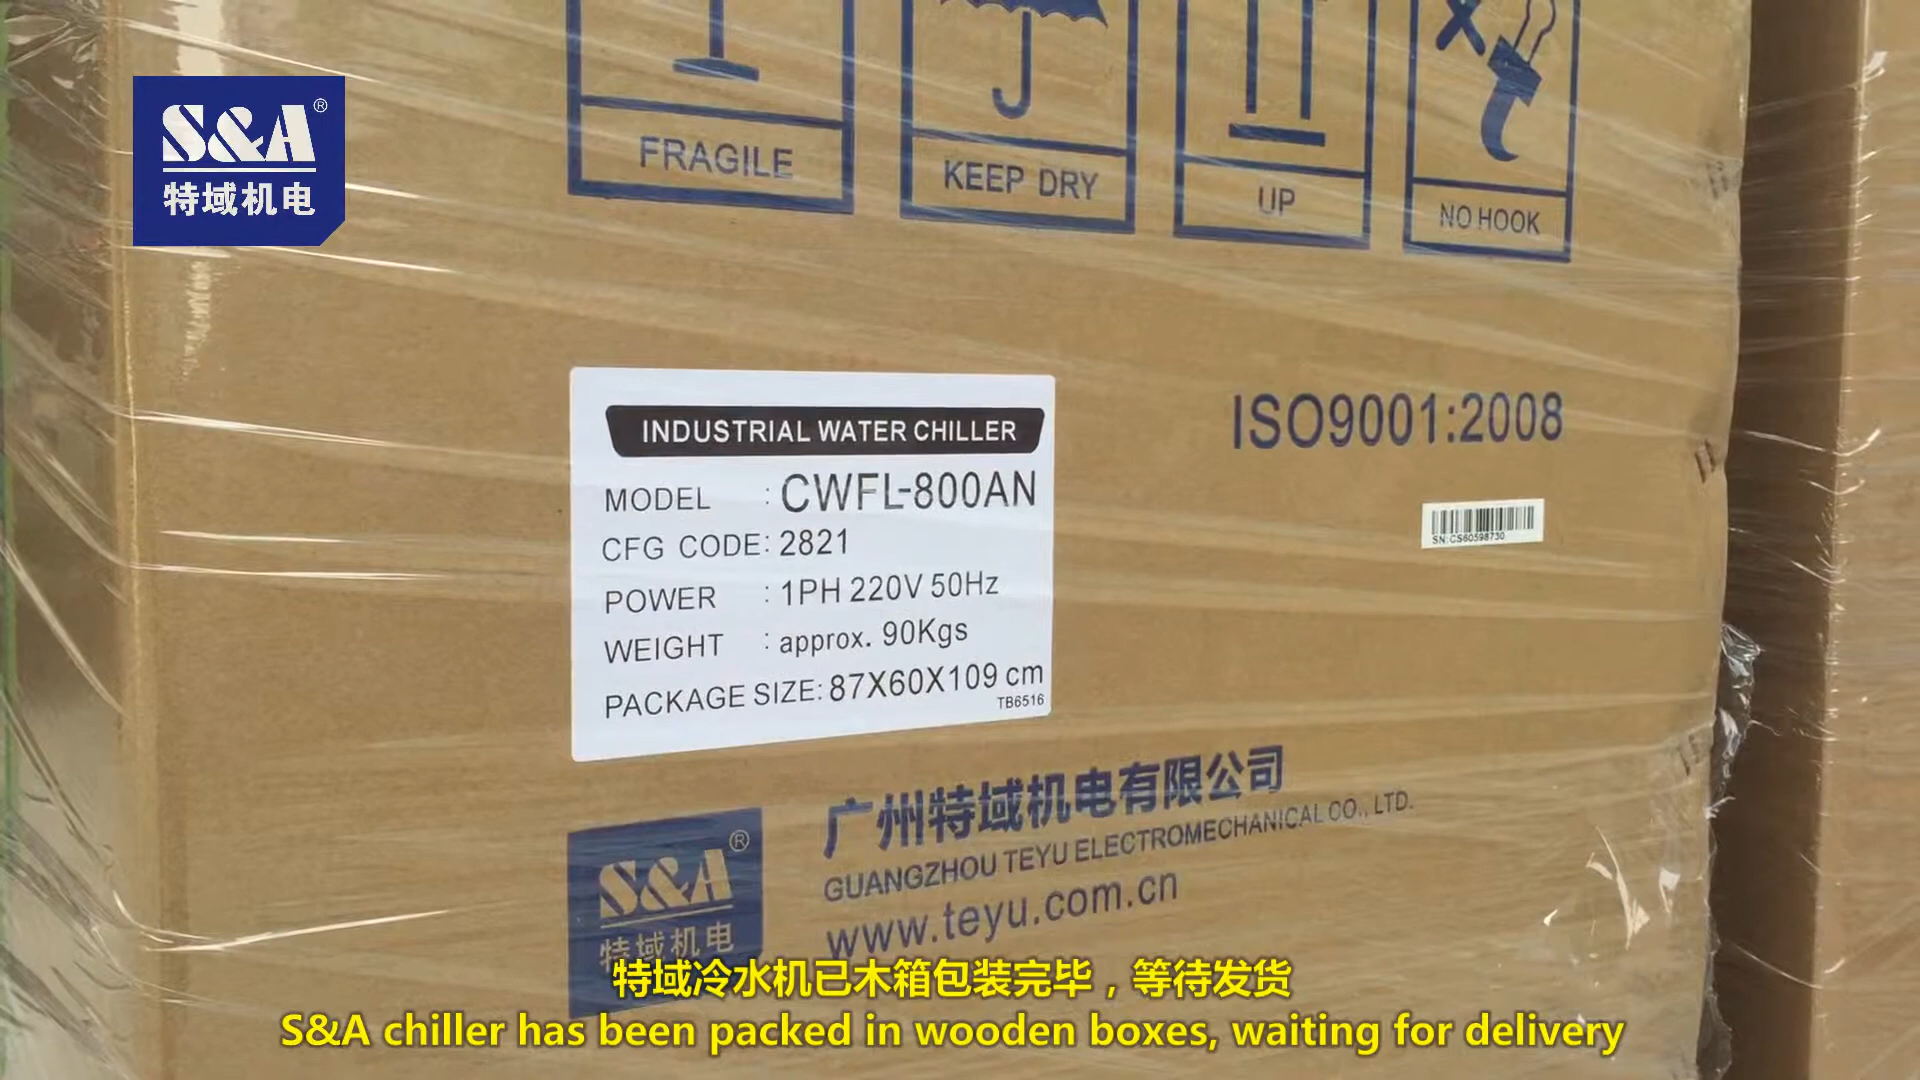 S&A®
特域机电
FRAGILE
KEEP DRY
UP
NO HOOK
INDUSTRIAL WATER CHILLER
MODEL : CWFL-800AN
CFG CODE: 2821
POWER : 1PH 220V 50Hz
WEIGHT : approx. 90Kgs
PACKAGE SIZE: 87X60X109 cm
TB6516
ISO9001:2008
SN:CS60598730
S&A®
特域机电
广州特域机电有限公司
GUANGZHOU TEYU ELECTROMECHANICAL CO., LTD.
www.teyu.com.cn
特域冷水机已木箱包装完毕，等待发货
S&A chiller has been packed in wooden boxes, waiting for delivery